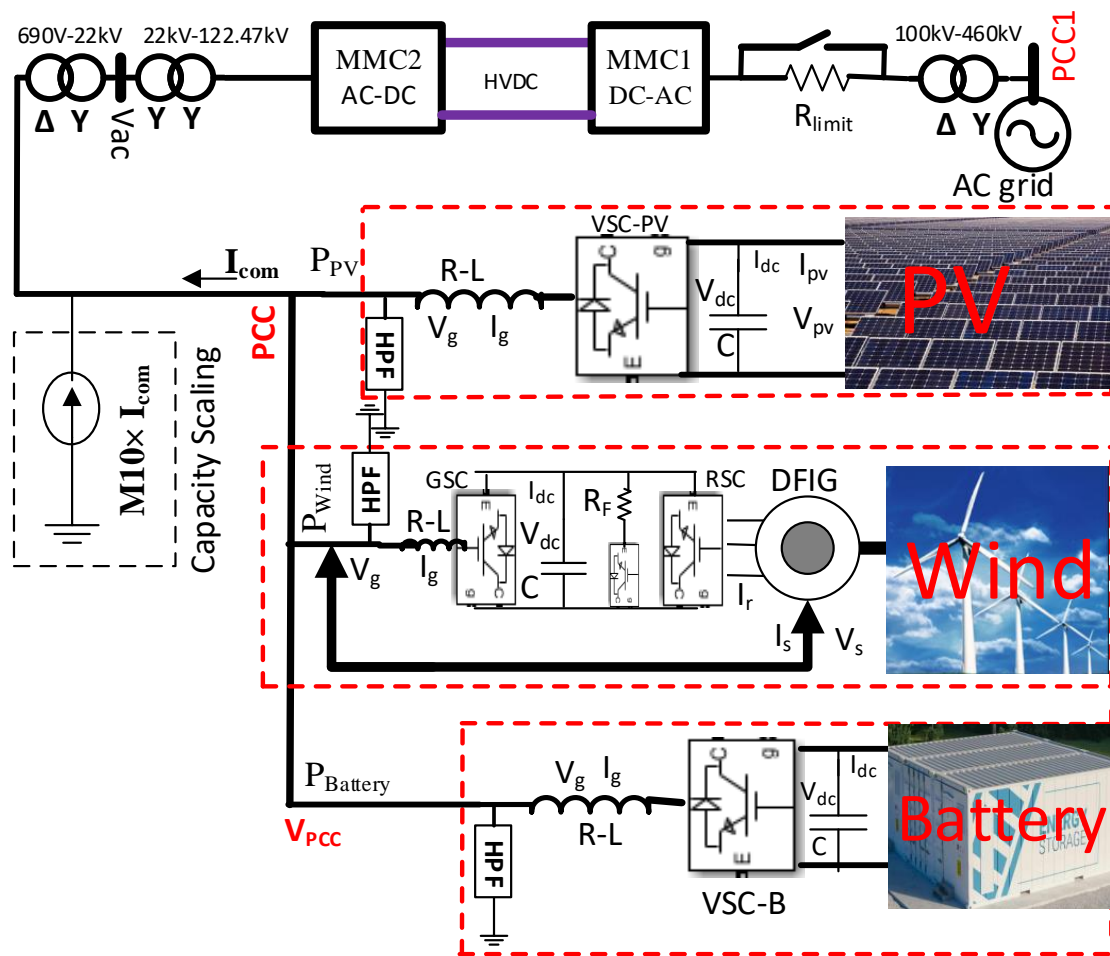 690V-22kV
22kV-122.47kV
Δ
Y
Vac
Y
Y
MMC2
AC-DC
HVDC
MMC1
DC-AC
Rlimit
100kV-460kV
Δ
Y
PCC1
AC grid
Icom
PPV
R-L
Vg
Ig
HPF
VSC-PV
C
g
E
Idc
Vdc
C
Ipv
Vpv
PV
PCC
M10× Icom
Capacity Scaling
PWind
HPF
R-L
Vg
Ig
GSC
E
g
C
Idc
Vdc
C
RF
E
g
C
RSC
E
g
C
DFIG
Ir
Is
Vs
Wind
PBattery
VPCC
HPF
Vg
Ig
R-L
C
g
E
VSC-B
Idc
Vdc
C
Battery
ENERGY
STORAGE